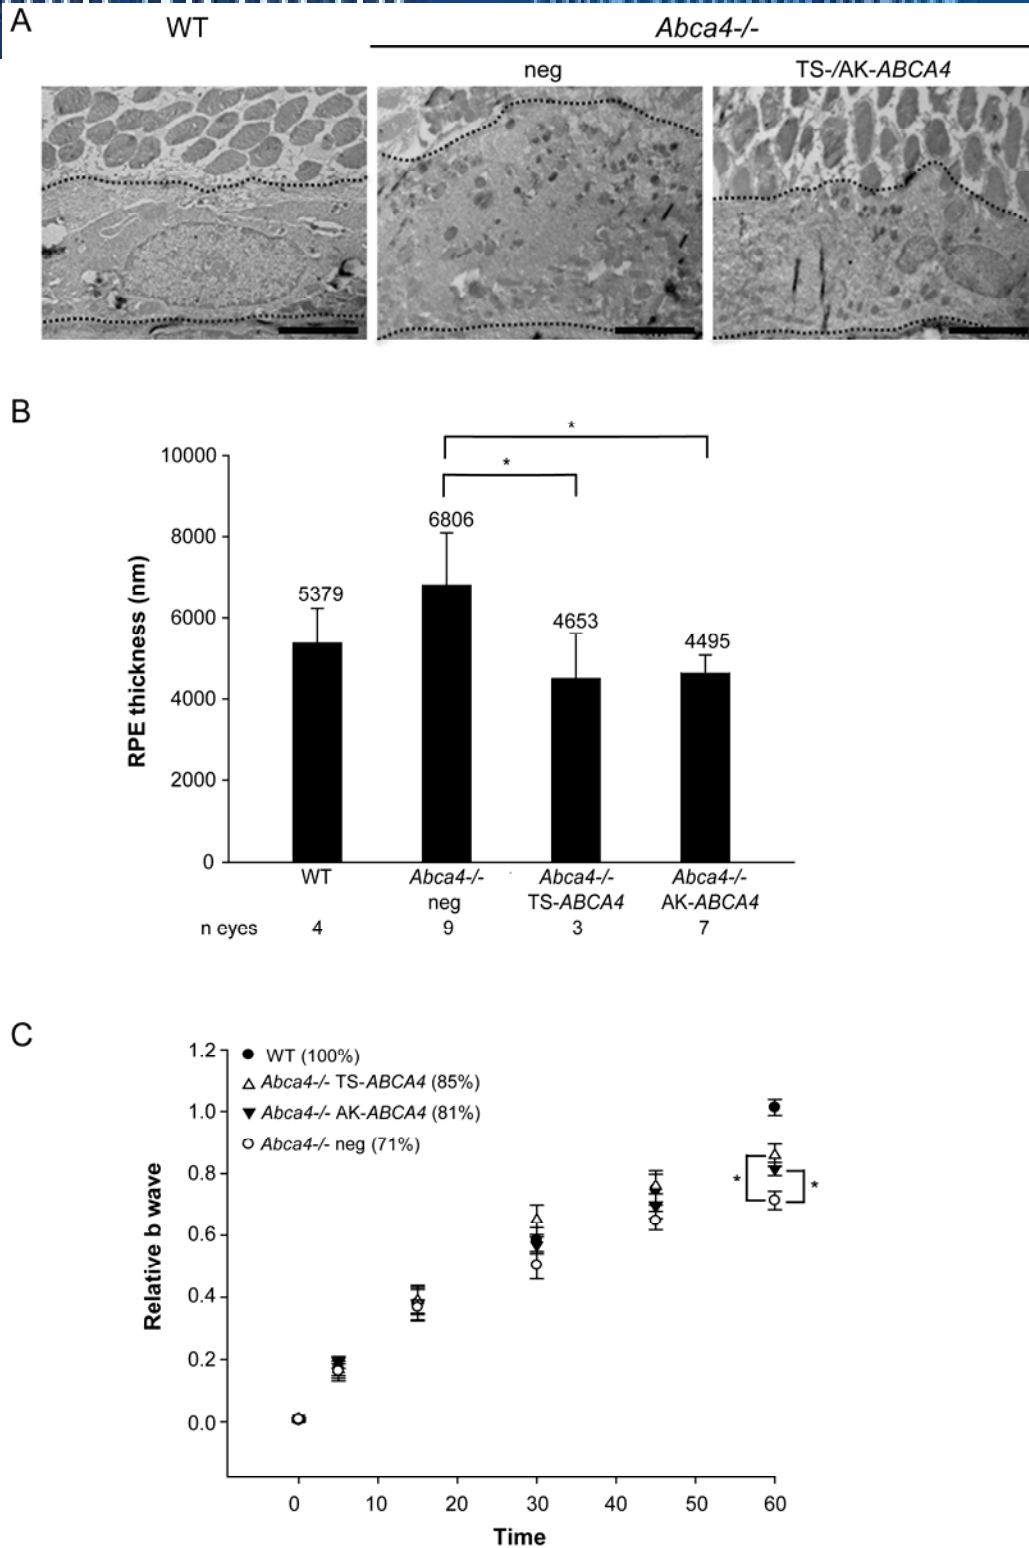 A
WT
Abca4-/-
neg
TS-/AK-ABCA4
B
*
*
10000
8000
6000
4000
2000
0
RPE thickness (nm)
5379
6806
4653
4495
WT
Abca4-/- neg
Abca4-/- TS-ABCA4
Abca4-/- AK-ABCA4
n eyes 4 9 3 7
C
1.2
1.0
0.8
0.6
0.4
0.2
0.0
Relative b wave
WT (100%)
Abca4-/- TS-ABCA4 (85%)
Abca4-/- AK-ABCA4 (81%)
Abca4-/- neg (71%)
*
*
0 10 20 30 40 50 60
Time